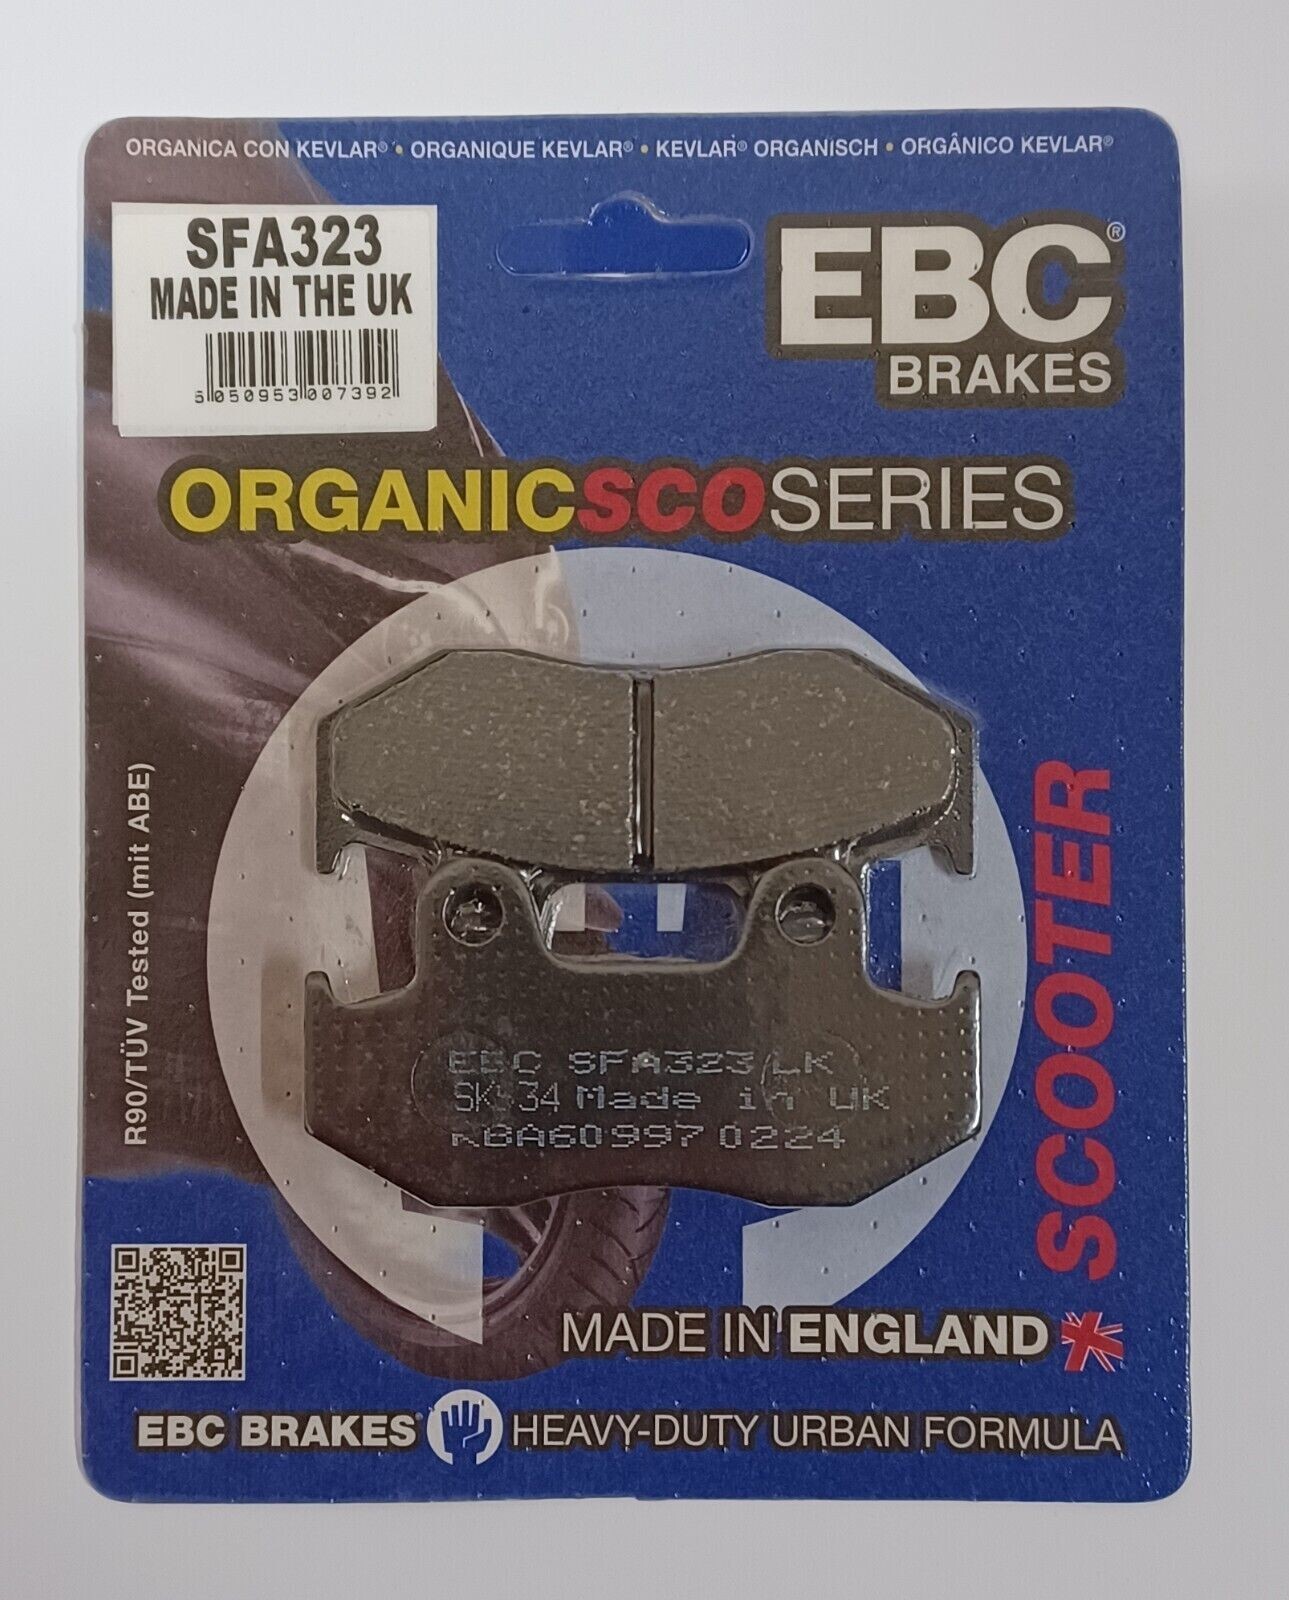 ORGANICA CON KEVLAR® • ORGANIQUE KEVLAR® • KEVLAR® ORGANISCH • ORGÂNICO KEVLAR®
SFA323
MADE IN THE UK
5 050953 007392
EBC®
BRAKES
ORGANICSCOSERIES
R90/TÜV Tested (mit ABE)
SCOOTER
EBC SFA323 LK
Made in UK
KBA60997 0224
MADE IN ENGLAND
EBC BRAKES® HEAVY-DUTY URBAN FORMULA